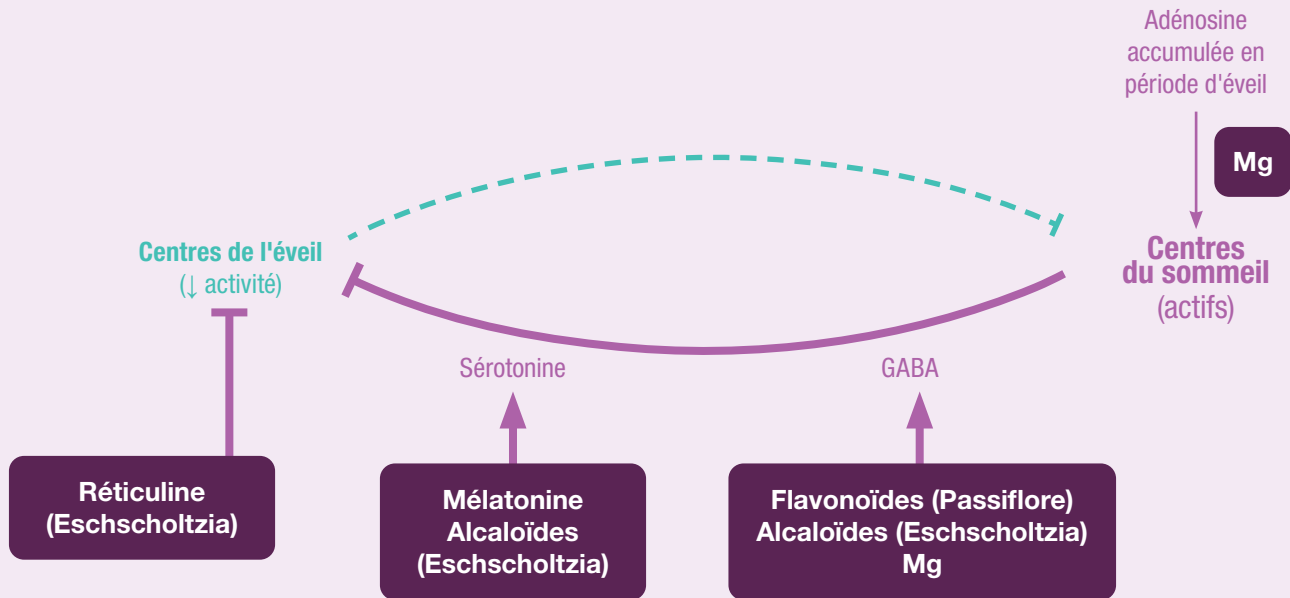 Adénosine
accumulée en
période d'éveil
Mg
Centres de l'éveil
(↓ activité)
Centres
du sommeil
(actifs)
Sérotonine
GABA
Réticuline
(Eschscholtzia)
Mélatonine
Alcaloïdes
(Eschscholtzia)
Flavonoïdes (Passiflore)
Alcaloïdes (Eschscholtzia)
Mg